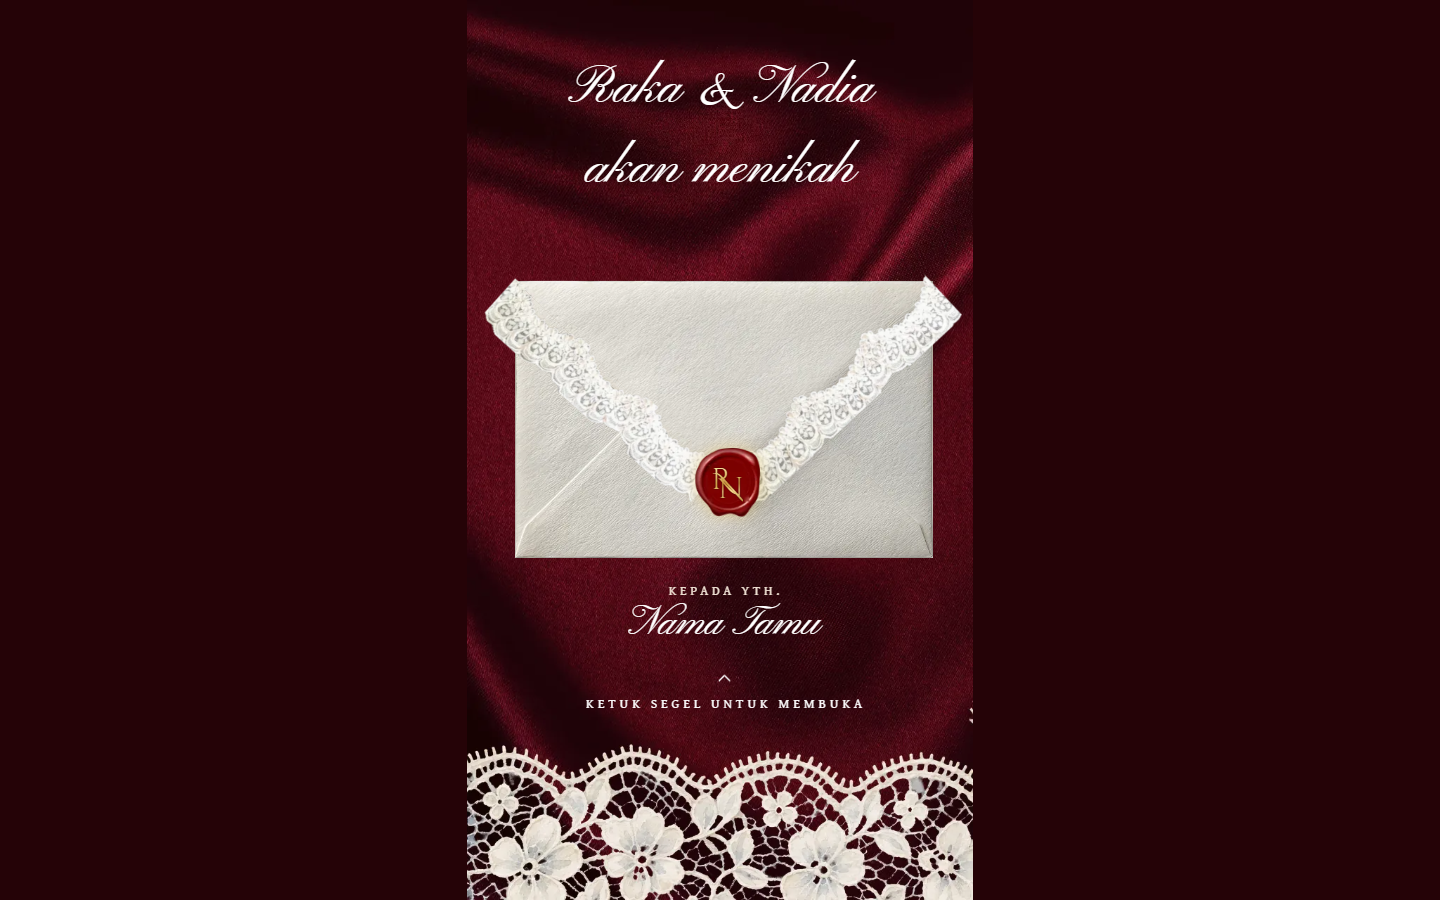 Raka & Nadia
akan menikah
RN
KEPADA YTH.
Nama Tamu
KETUK SEGEL UNTUK MEMBUKA